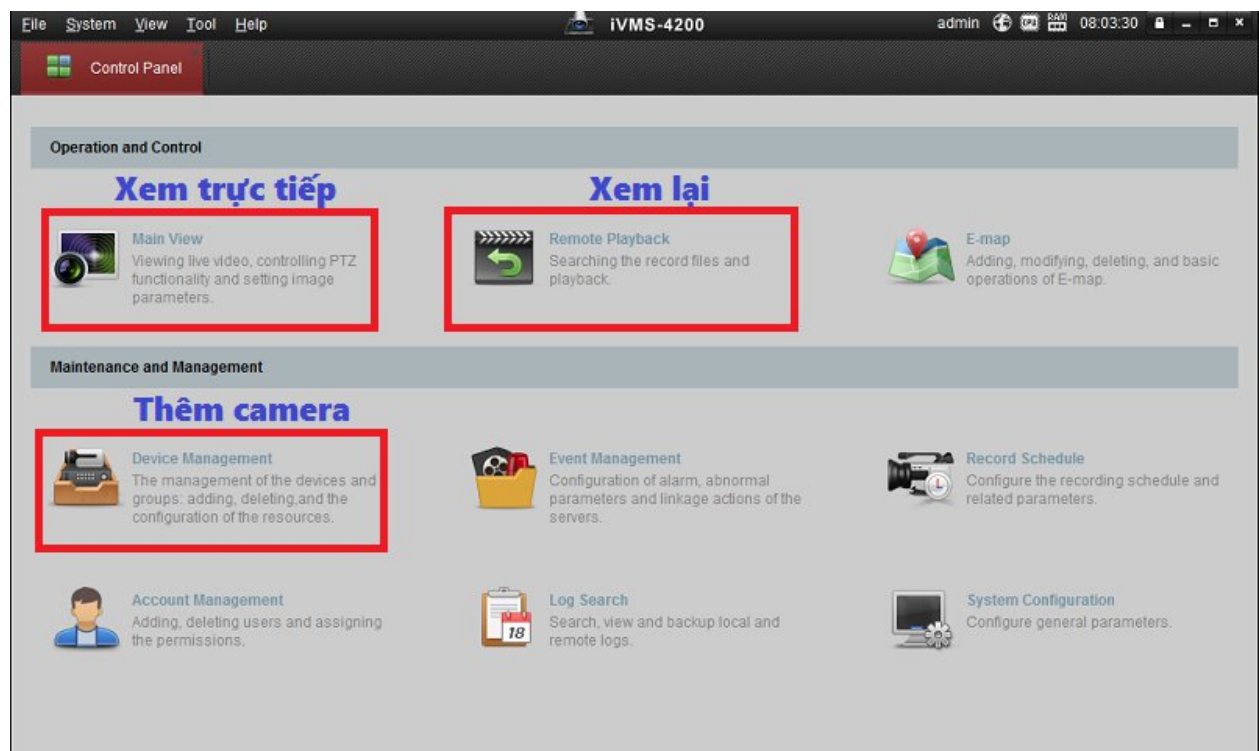 File System View Tool Help iVMS-4200 admin CPU RAM 08:03:30
Control Panel
Operation and Control
Xem trực tiếp
Xem lại
Main View
Viewing live video, controlling PTZ
functionality and setting image
parameters.
Remote Playback
Searching the record files and
playback.
E-map
Adding, modifying, deleting, and basic
operations of E-map.
Maintenance and Management
Thêm camera
Device Management
The management of the devices and
groups: adding, deleting,and the
configuration of the resources.
Event Management
Configuration of alarm, abnormal
parameters and linkage actions of the
servers.
Record Schedule
Configure the recording schedule and
related parameters.
Account Management
Adding, deleting users and assigning
the permissions.
18
Log Search
Search, view and backup local and
remote logs.
System Configuration
Configure general parameters.